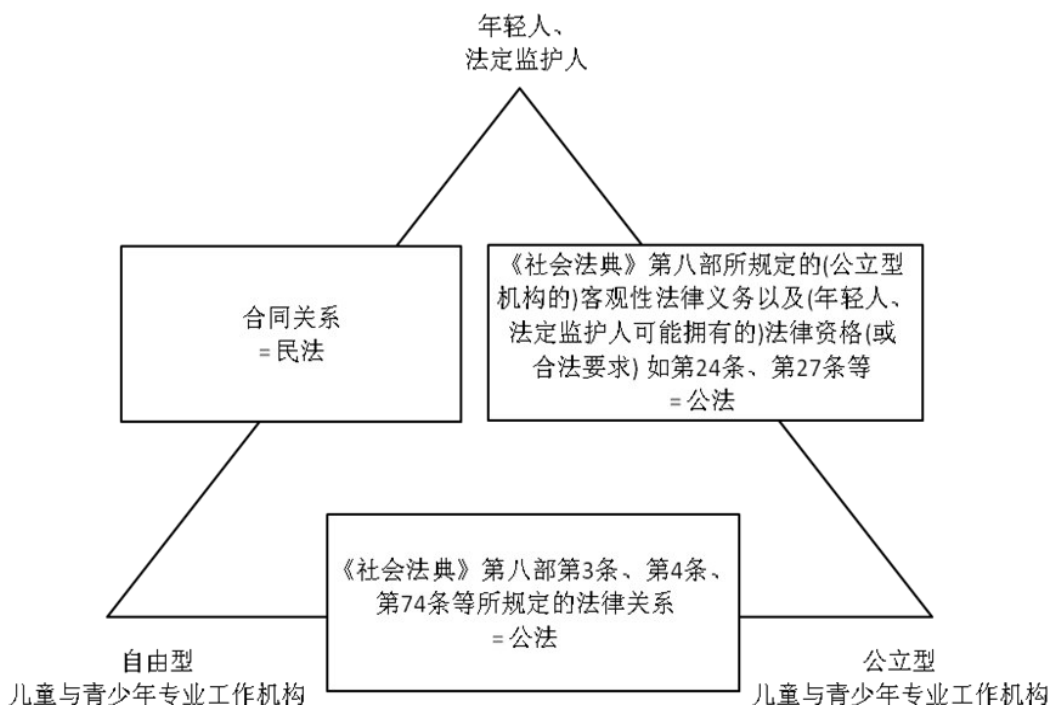 年轻人、
法定监护人
合同关系
= 民法
《社会法典》第八部所规定的(公立型
机构的)客观性法律义务以及(年轻人、
法定监护人可能拥有的)法律资格(或
合法要求) 如第24条、第27条等
= 公法
《社会法典》第八部第3条、第4条、
第74条等所规定的法律关系
= 公法
自由型
儿童与青少年专业工作机构
公立型
儿童与青少年专业工作机构